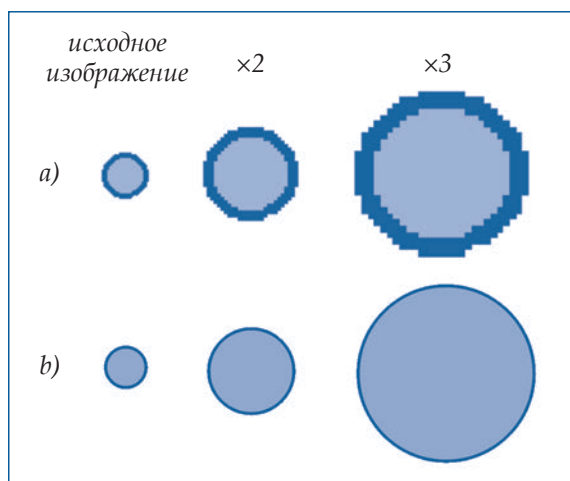 исходное
изображение
×2
×3
a)
b)